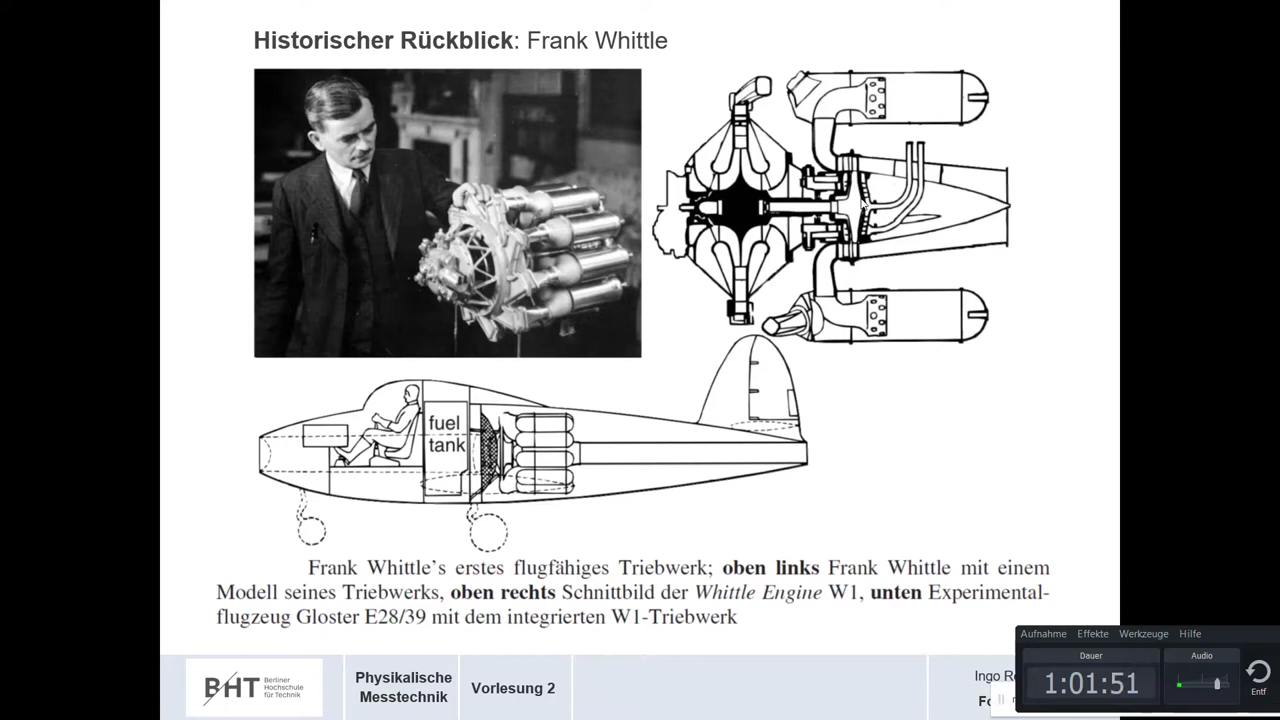 Historischer Rückblick: Frank Whittle
fuel
tank
Frank Whittle's erstes flugfähiges Triebwerk; oben links Frank Whittle mit einem
Modell seines Triebwerks, oben rechts Schnittbild der Whittle Engine W1, unten Experimental-
flugzeug Gloster E28/39 mit dem integrierten W1-Triebwerk
Aufnahme Effekte Werkzeuge Hilfe
Dauer
Audio
1:01:51
Entf
BHT
Berliner
Hochschule
für Technik
Physikalische
Messtechnik
Vorlesung 2
Ingo